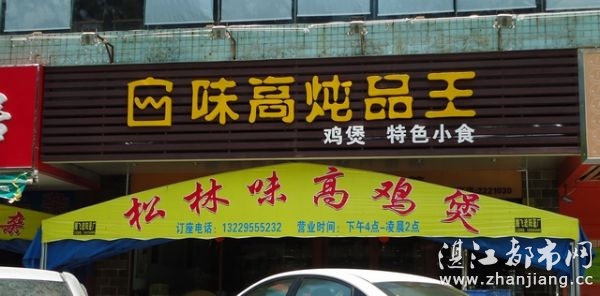 味高炖品王
鸡煲 特色小食
2221030
松林味高鸡煲
订座电话：13229555232 营业时间：下午4点-凌晨2点
杂
湛江都市网
www.zhanjiang.cc